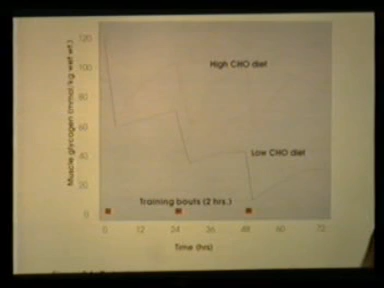 Muscle glycogen (mmol/kg wet wt.)
120
100
80
60
40
20
0
High CHO diet
Low CHO diet
Training bouts (2 hrs.)
0 12 24 36 48 60 72
Time (hrs)